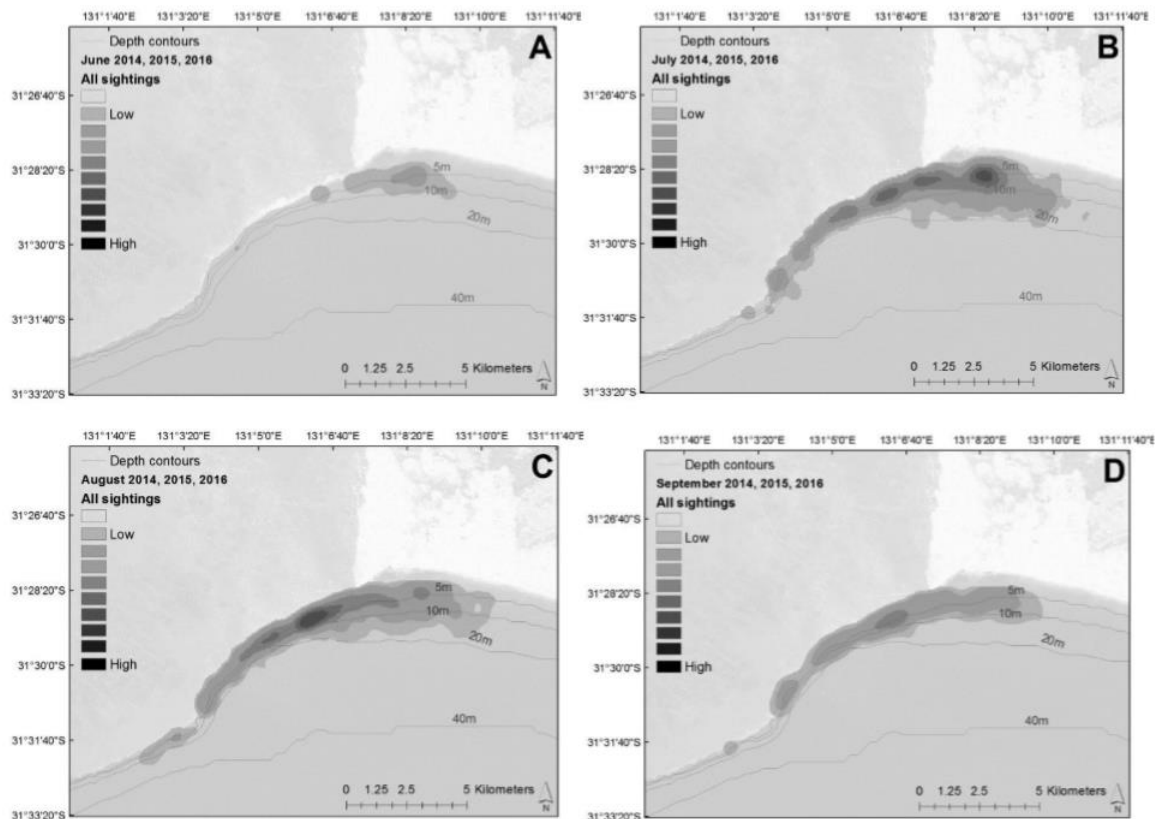 131°1'40"E 131°3'20"E 131°5'0"E 131°6'40"E 131°8'20"E 131°10'0"E 131°11'40"E
Depth contours
June 2014, 2015, 2016
All sightings
A
Low
High
31°26'40"S
31°28'20"S
31°30'0"S
31°31'40"S
31°33'20"S
5m
10m
20m
40m
0 1.25 2.5 5 Kilometers
N
131°1'40"E 131°3'20"E 131°5'0"E 131°6'40"E 131°8'20"E 131°10'0"E 131°11'40"E
Depth contours
July 2014, 2015, 2016
All sightings
B
Low
High
31°26'40"S
31°28'20"S
31°30'0"S
31°31'40"S
31°33'20"S
5m
10m
20m
40m
0 1.25 2.5 5 Kilometers
N
131°1'40"E 131°3'20"E 131°5'0"E 131°6'40"E 131°8'20"E 131°10'0"E 131°11'40"E
Depth contours
August 2014, 2015, 2016
All sightings
C
Low
High
31°26'40"S
31°28'20"S
31°30'0"S
31°31'40"S
31°33'20"S
5m
10m
20m
40m
0 1.25 2.5 5 Kilometers
N
131°1'40"E 131°3'20"E 131°5'0"E 131°6'40"E 131°8'20"E 131°10'0"E 131°11'40"E
Depth contours
September 2014, 2015, 2016
All sightings
D
Low
High
31°26'40"S
31°28'20"S
31°30'0"S
31°31'40"S
31°33'20"S
5m
10m
20m
40m
0 1.25 2.5 5 Kilometers
N